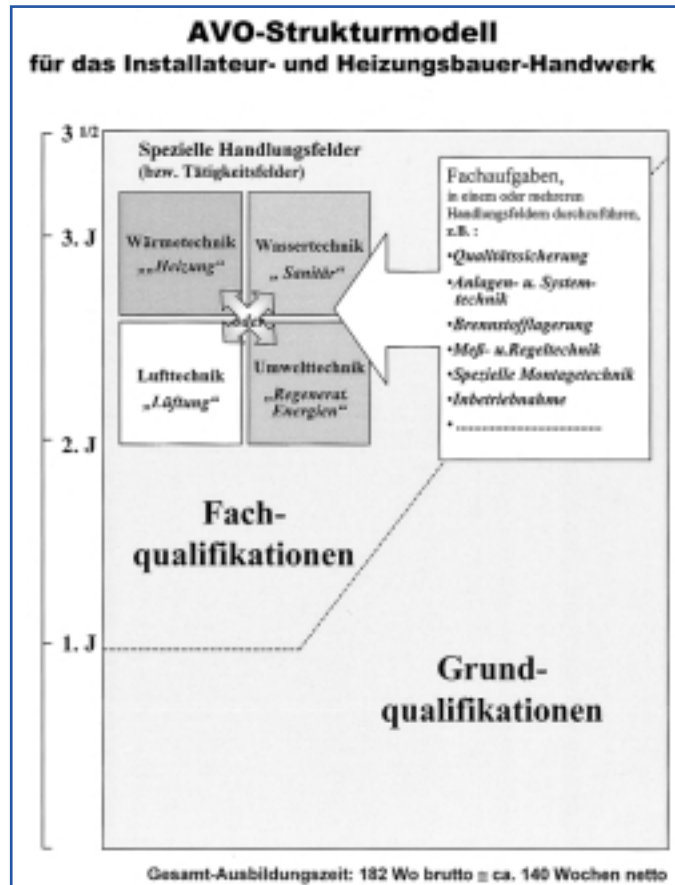 AVO-Strukturmodell
für das Installateur- und Heizungsbauer-Handwerk
3 1/2
Spezielle Handlungsfelder
(bzw. Tätigkeitsfelder)
3. J
Wärmetechnik
„„Heizung“
Wassertechnik
„ Sanitär“
oder
Lufttechnik
„Lüftung“
Umwelttechnik
„Regenerat.
Energien“
Fachaufgaben,
in einem oder mehreren
Handlungsfeldern durchzuführen,
z.B. :
•Qualitätssicherung
•Anlagen- u. System-
technik
•Brennstofflagerung
•Meß- u.Regeltechnik
•Spezielle Montagetechnik
•Inbetriebnahme
• ........................
2. J
Fach-
qualifikationen
1. J
Grund-
qualifikationen
Gesamt-Ausbildungszeit: 182 Wo brutto = ca. 140 Wochen netto